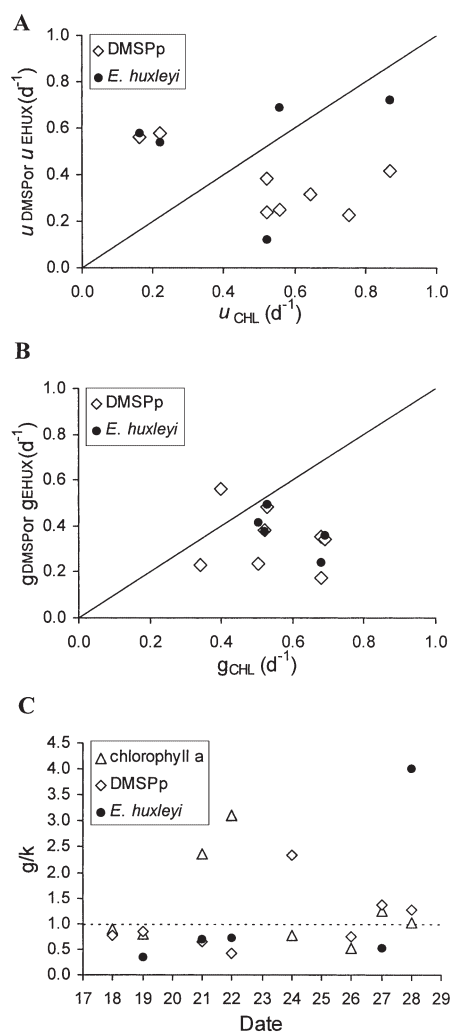 A
u DMSP or u EHUX (d-1)
1.0
0.8
0.6
0.4
0.2
0.0
DMSPp
E. huxleyi
0.0 0.2 0.4 0.6 0.8 1.0
u CHL (d-1)
B
gDMSP or gEHUX (d-1)
1.0
0.8
0.6
0.4
0.2
0.0
DMSPp
E. huxleyi
0.0 0.2 0.4 0.6 0.8 1.0
gCHL (d-1)
C
g/k
4.5
4.0
3.5
3.0
2.5
2.0
1.5
1.0
0.5
0.0
chlorophyll a
DMSPp
E. huxleyi
17 18 19 20 21 22 23 24 25 26 27 28 29
Date